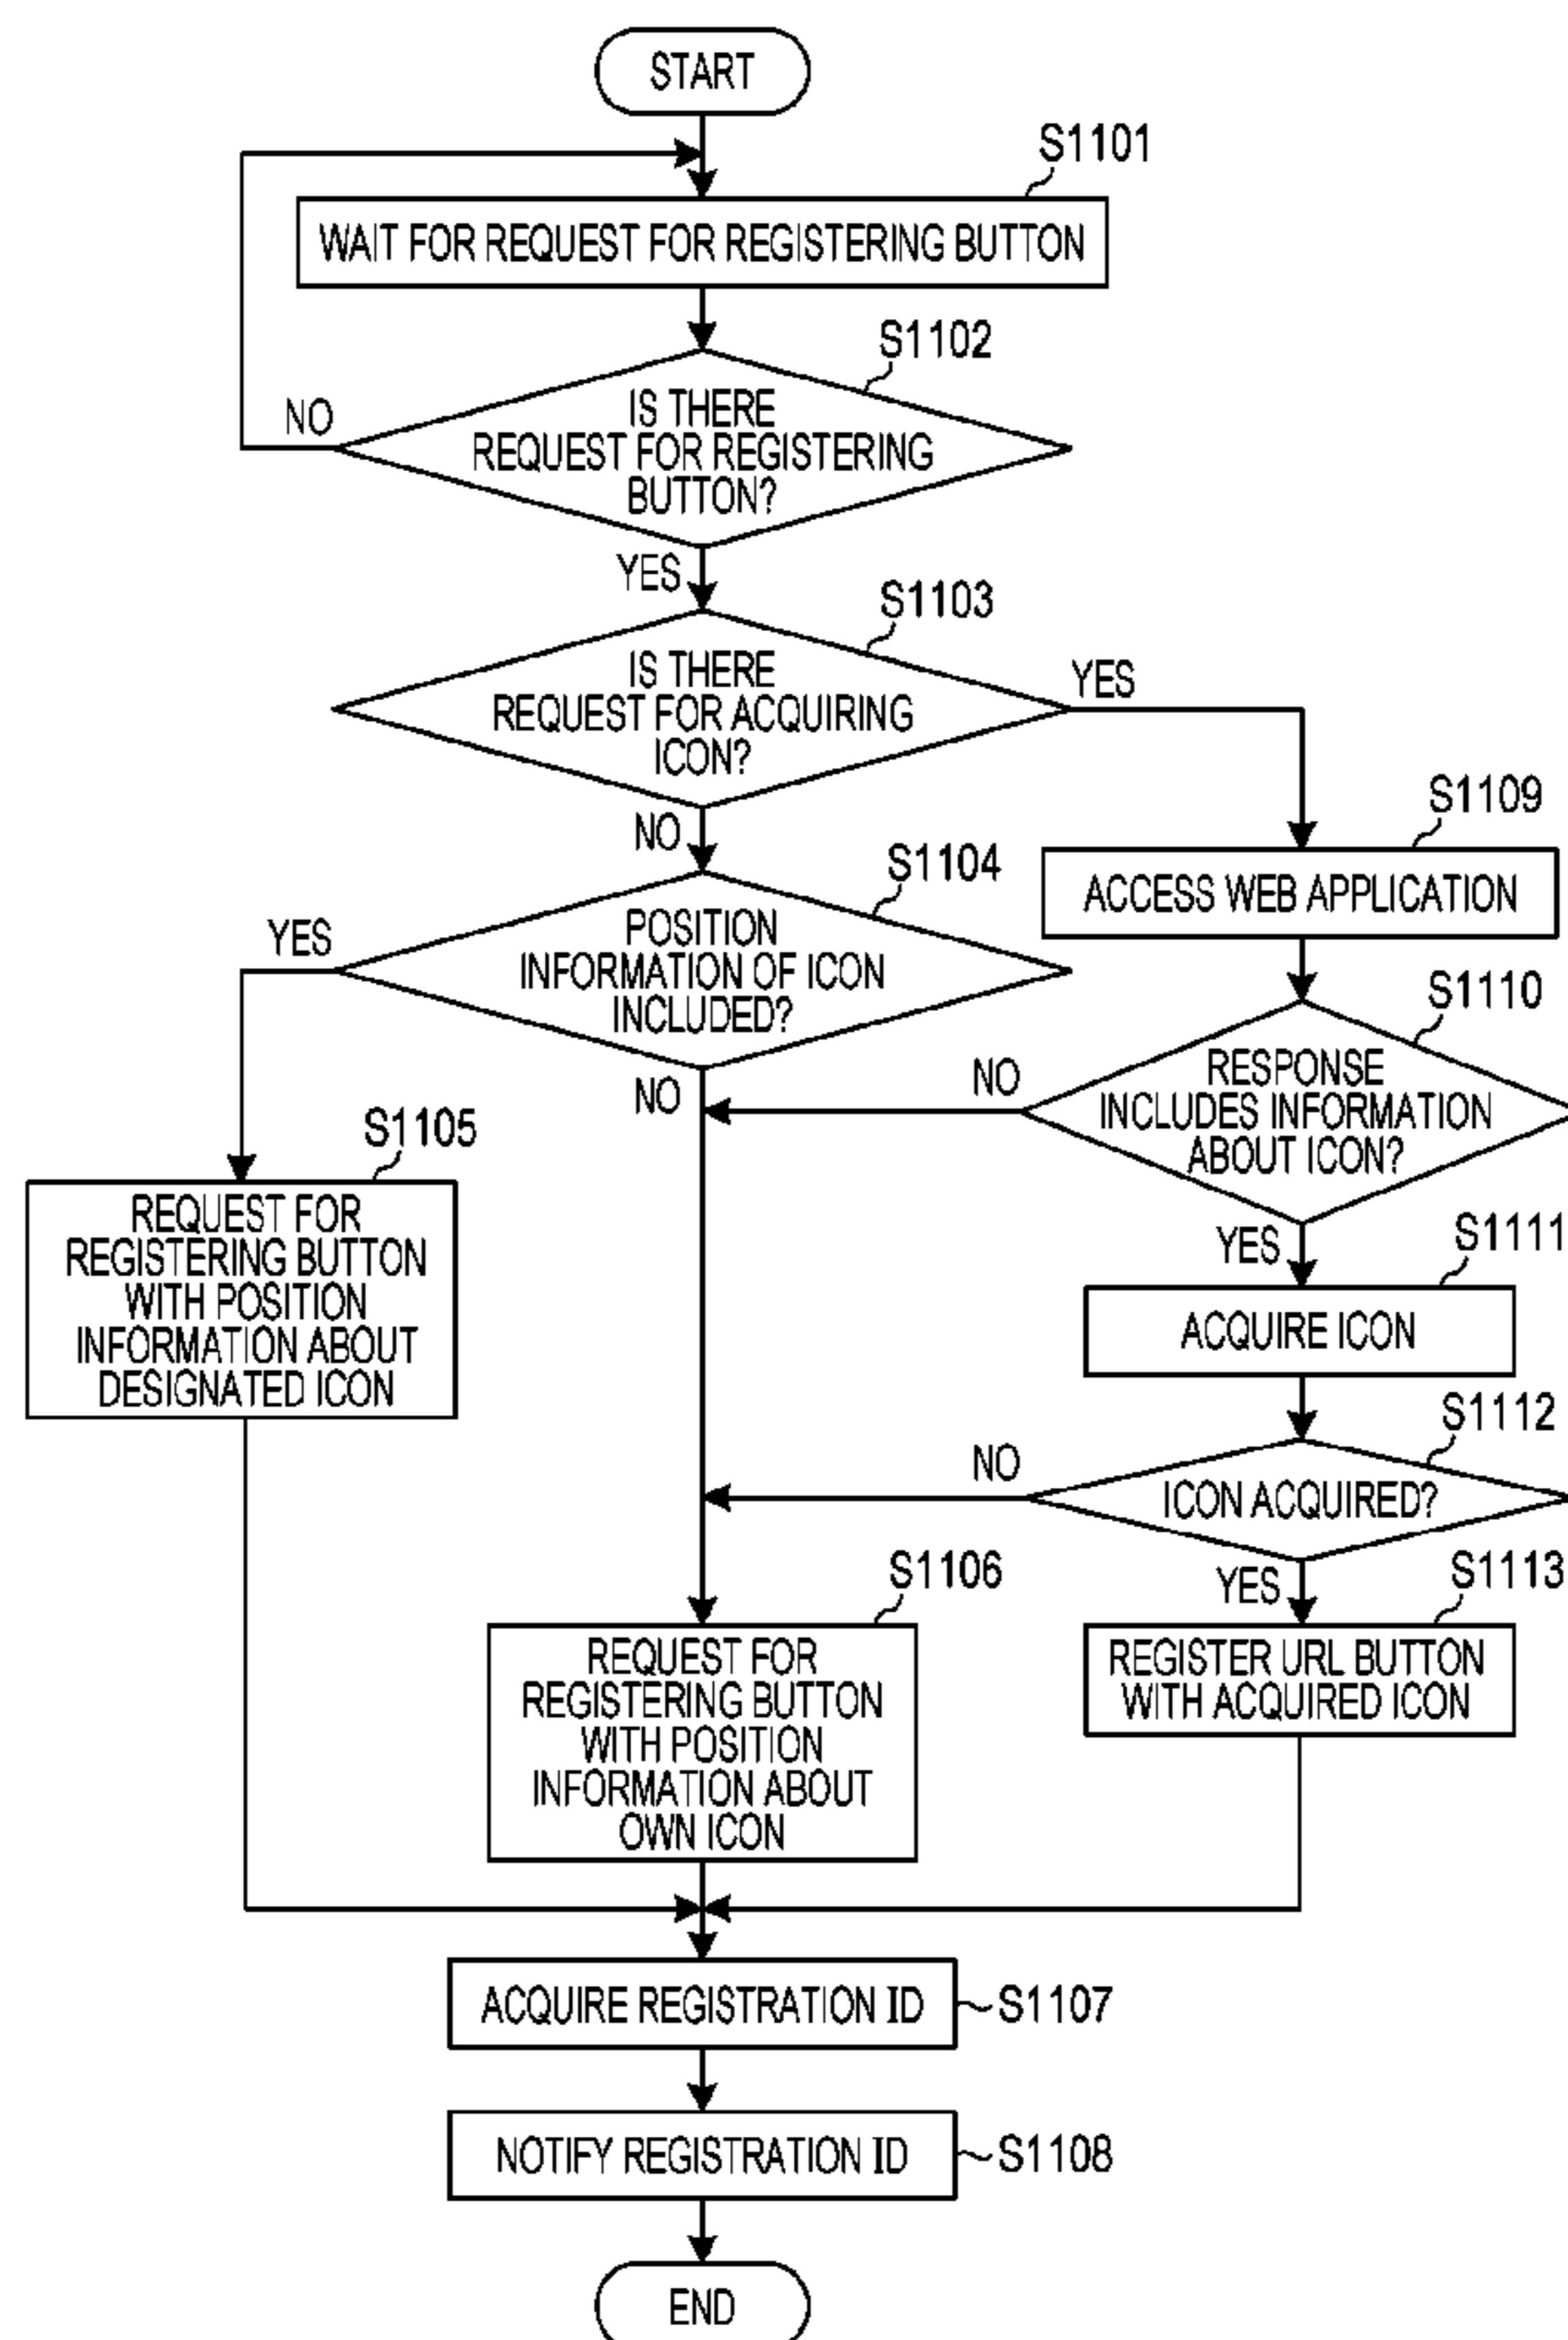 START
S1101
WAIT FOR REQUEST FOR REGISTERING BUTTON
S1102
NO
IS THERE
REQUEST FOR REGISTERING
BUTTON?
YES
S1103
IS THERE
REQUEST FOR ACQUIRING
ICON?
YES
NO
S1109
ACCESS WEB APPLICATION
S1104
YES
POSITION
INFORMATION OF ICON
INCLUDED?
NO
S1110
NO
RESPONSE
INCLUDES INFORMATION
ABOUT ICON?
YES
S1105
REQUEST FOR
REGISTERING BUTTON
WITH POSITION
INFORMATION ABOUT
DESIGNATED ICON
S1111
ACQUIRE ICON
S1112
NO
ICON ACQUIRED?
YES
S1106
REQUEST FOR
REGISTERING BUTTON
WITH POSITION
INFORMATION ABOUT
OWN ICON
S1113
REGISTER URL BUTTON
WITH ACQUIRED ICON
ACQUIRE REGISTRATION ID
S1107
NOTIFY REGISTRATION ID
S1108
END